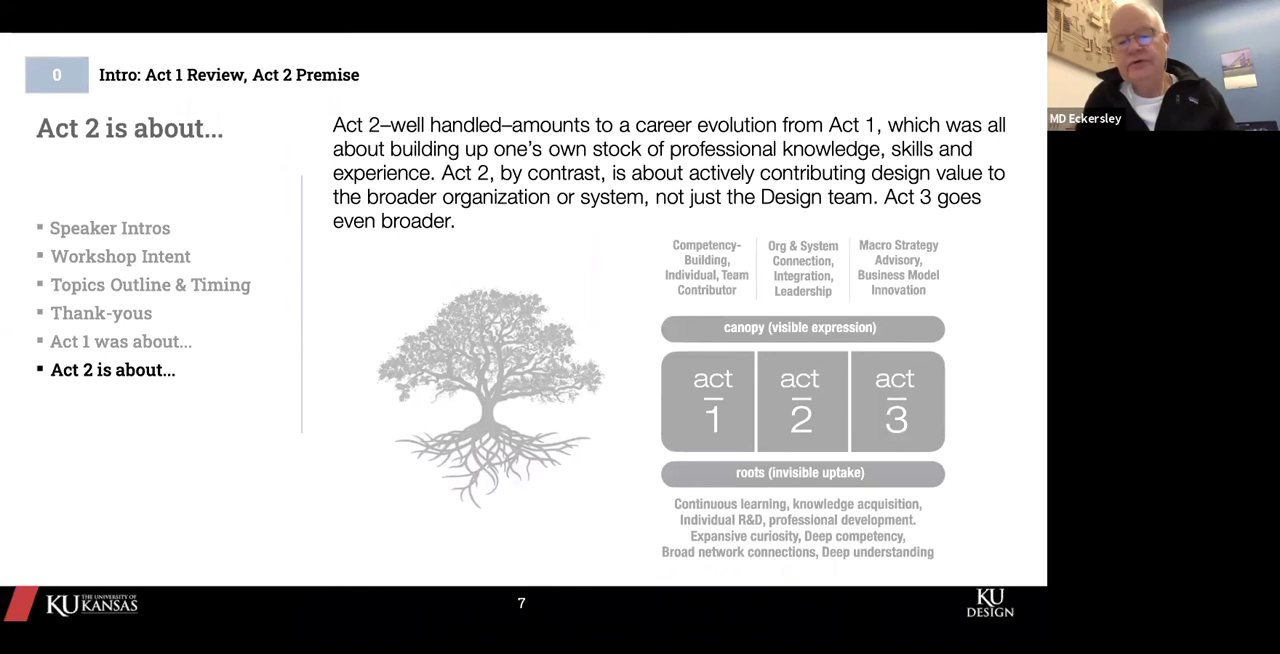 0
Intro: Act 1 Review, Act 2 Premise
Act 2 is about...
▪ Speaker Intros
▪ Workshop Intent
▪ Topics Outline & Timing
▪ Thank-yous
▪ Act 1 was about...
▪ Act 2 is about...
Act 2–well handled–amounts to a career evolution from Act 1, which was all
about building up one’s own stock of professional knowledge, skills and
experience. Act 2, by contrast, is about actively contributing design value to
the broader organization or system, not just the Design team. Act 3 goes
even broader.
Competency-
Building,
Individual, Team
Contributor
Org & System
Connection,
Integration,
Leadership
Macro Strategy
Advisory,
Business Model
Innovation
canopy (visible expression)
act
1
act
2
act
3
roots (invisible uptake)
Continuous learning, knowledge acquisition,
Individual R&D, professional development.
Expansive curiosity, Deep competency,
Broad network connections, Deep understanding
KU THE UNIVERSITY OF
KANSAS
7
KU
DESIGN
MD Eckersley